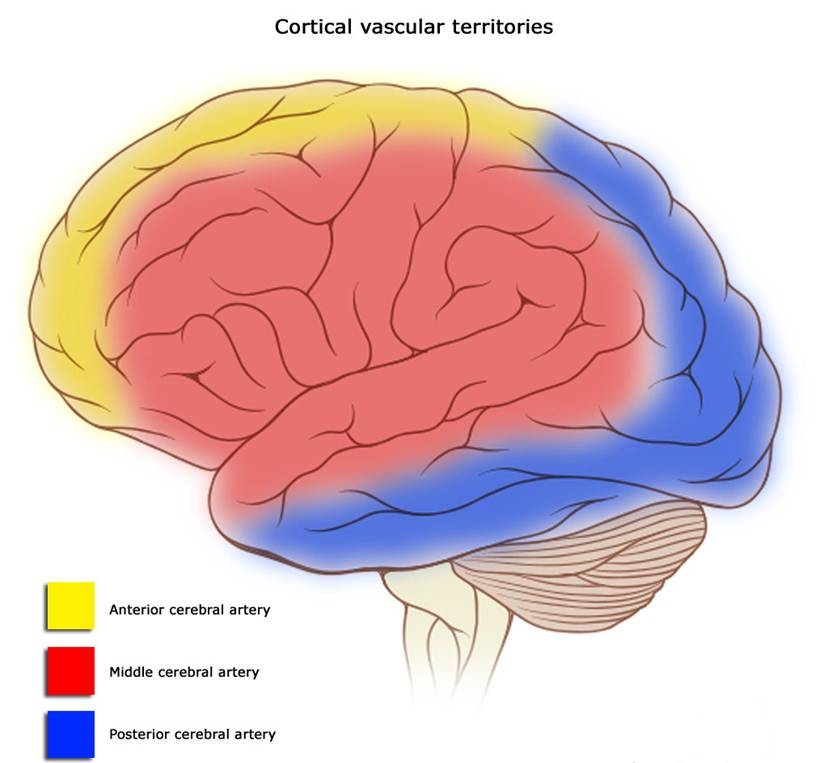 Cortical vascular territories
Anterior cerebral artery
Middle cerebral artery
Posterior cerebral artery